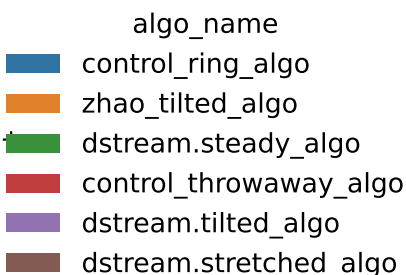 algo_name
control_ring_algo
zhao_tilted_algo
dstream.steady_algo
control_throwaway_algo
dstream.tilted_algo
dstream.stretched_algo